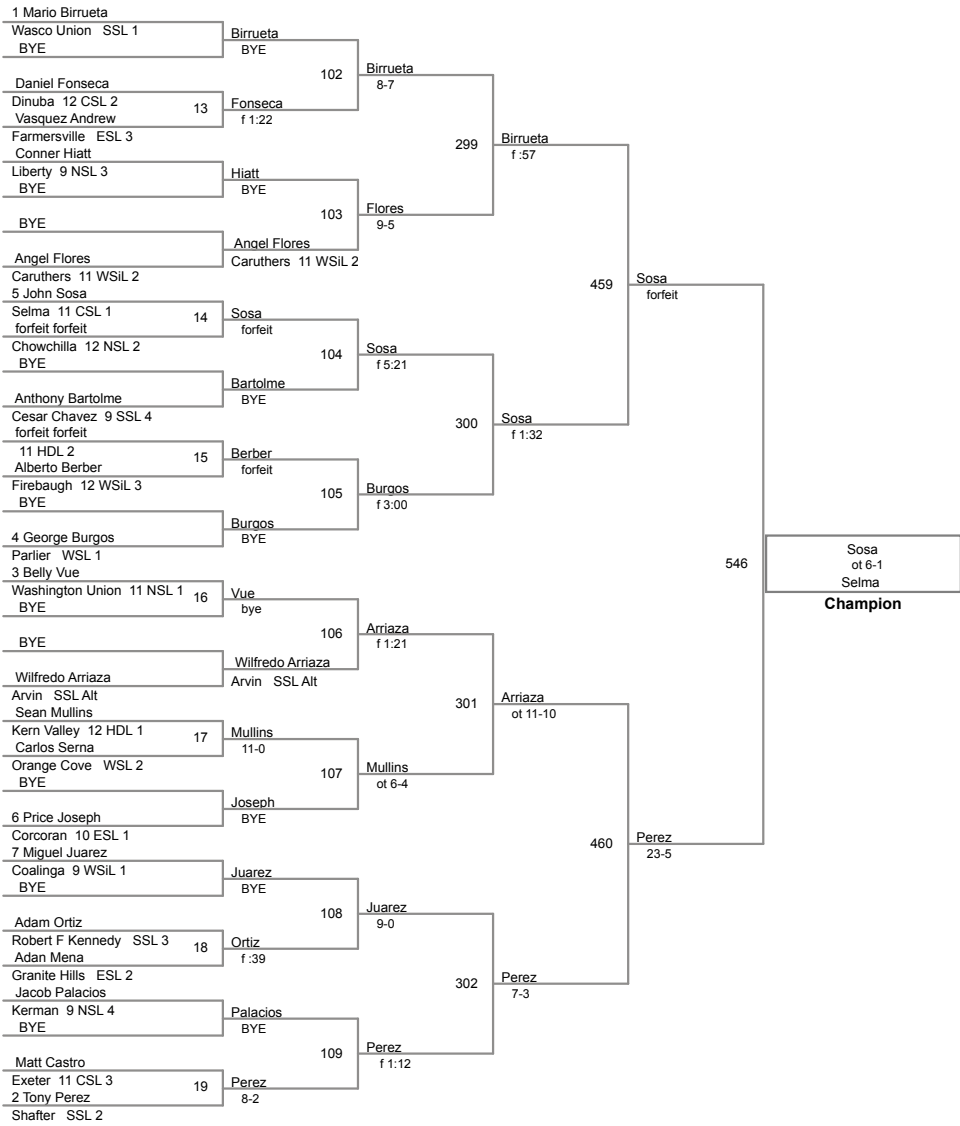 1 Mario Birrueta
Wasco Union SSL 1
BYE
Daniel Fonseca
Dinuba 12 CSL 2
Vasquez Andrew
Farmersville ESL 3
Conner Hiatt
Liberty 9 NSL 3
BYE
BYE
Angel Flores
Caruthers 11 WSiL 2
5 John Sosa
Selma 11 CSL 1
forfeit forfeit
Chowchilla 12 NSL 2
BYE
Anthony Bartolme
Cesar Chavez 9 SSL 4
forfeit forfeit
11 HDL 2
Alberto Berber
Firebaugh 12 WSiL 3
BYE
4 George Burgos
Parlier WSL 1
3 Belly Vue
Washington Union 11 NSL 1
BYE
BYE
Wilfredo Arriaza
Arvin SSL Alt
Sean Mullins
Kern Valley 12 HDL 1
Carlos Serna
Orange Cove WSL 2
BYE
6 Price Joseph
Corcoran 10 ESL 1
7 Miguel Juarez
Coalinga 9 WSiL 1
BYE
Adam Ortiz
Robert F Kennedy SSL 3
Adan Mena
Granite Hills ESL 2
Jacob Palacios
Kerman 9 NSL 4
BYE
Matt Castro
Exeter 11 CSL 3
2 Tony Perez
Shafter SSL 2
13
14
15
16
17
18
19
Birrueta
BYE
Fonseca
f 1:22
Hiatt
BYE
Angel Flores
Caruthers 11 WSiL 2
Sosa
forfeit
Bartolme
BYE
Berber
forfeit
Burgos
BYE
Vue
bye
Wilfredo Arriaza
Arvin SSL Alt
Mullins
11-0
Joseph
BYE
Juarez
BYE
Ortiz
f :39
Palacios
BYE
Perez
8-2
102
103
104
105
106
107
108
109
Birrueta
8-7
Flores
9-5
Sosa
f 5:21
Burgos
f 3:00
Arriaza
f 1:21
Mullins
ot 6-4
Juarez
9-0
Perez
f 1:12
299
300
301
302
Birrueta
f :57
Sosa
f 1:32
Arriaza
ot 11-10
Perez
7-3
459
460
Sosa
forfeit
Perez
23-5
546
Sosa
ot 6-1
Selma
Champion